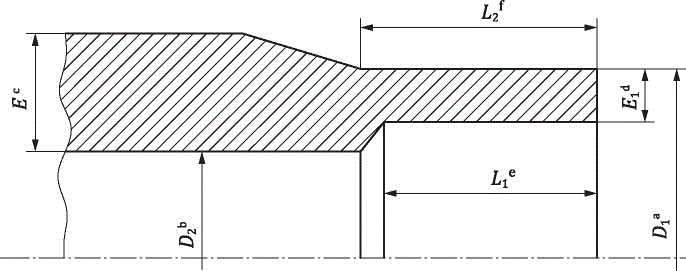 L₂ᶠ
Eᶜ
E₁ᵈ
L₁ᵉ
D₂ᵇ
D₁ᵃ